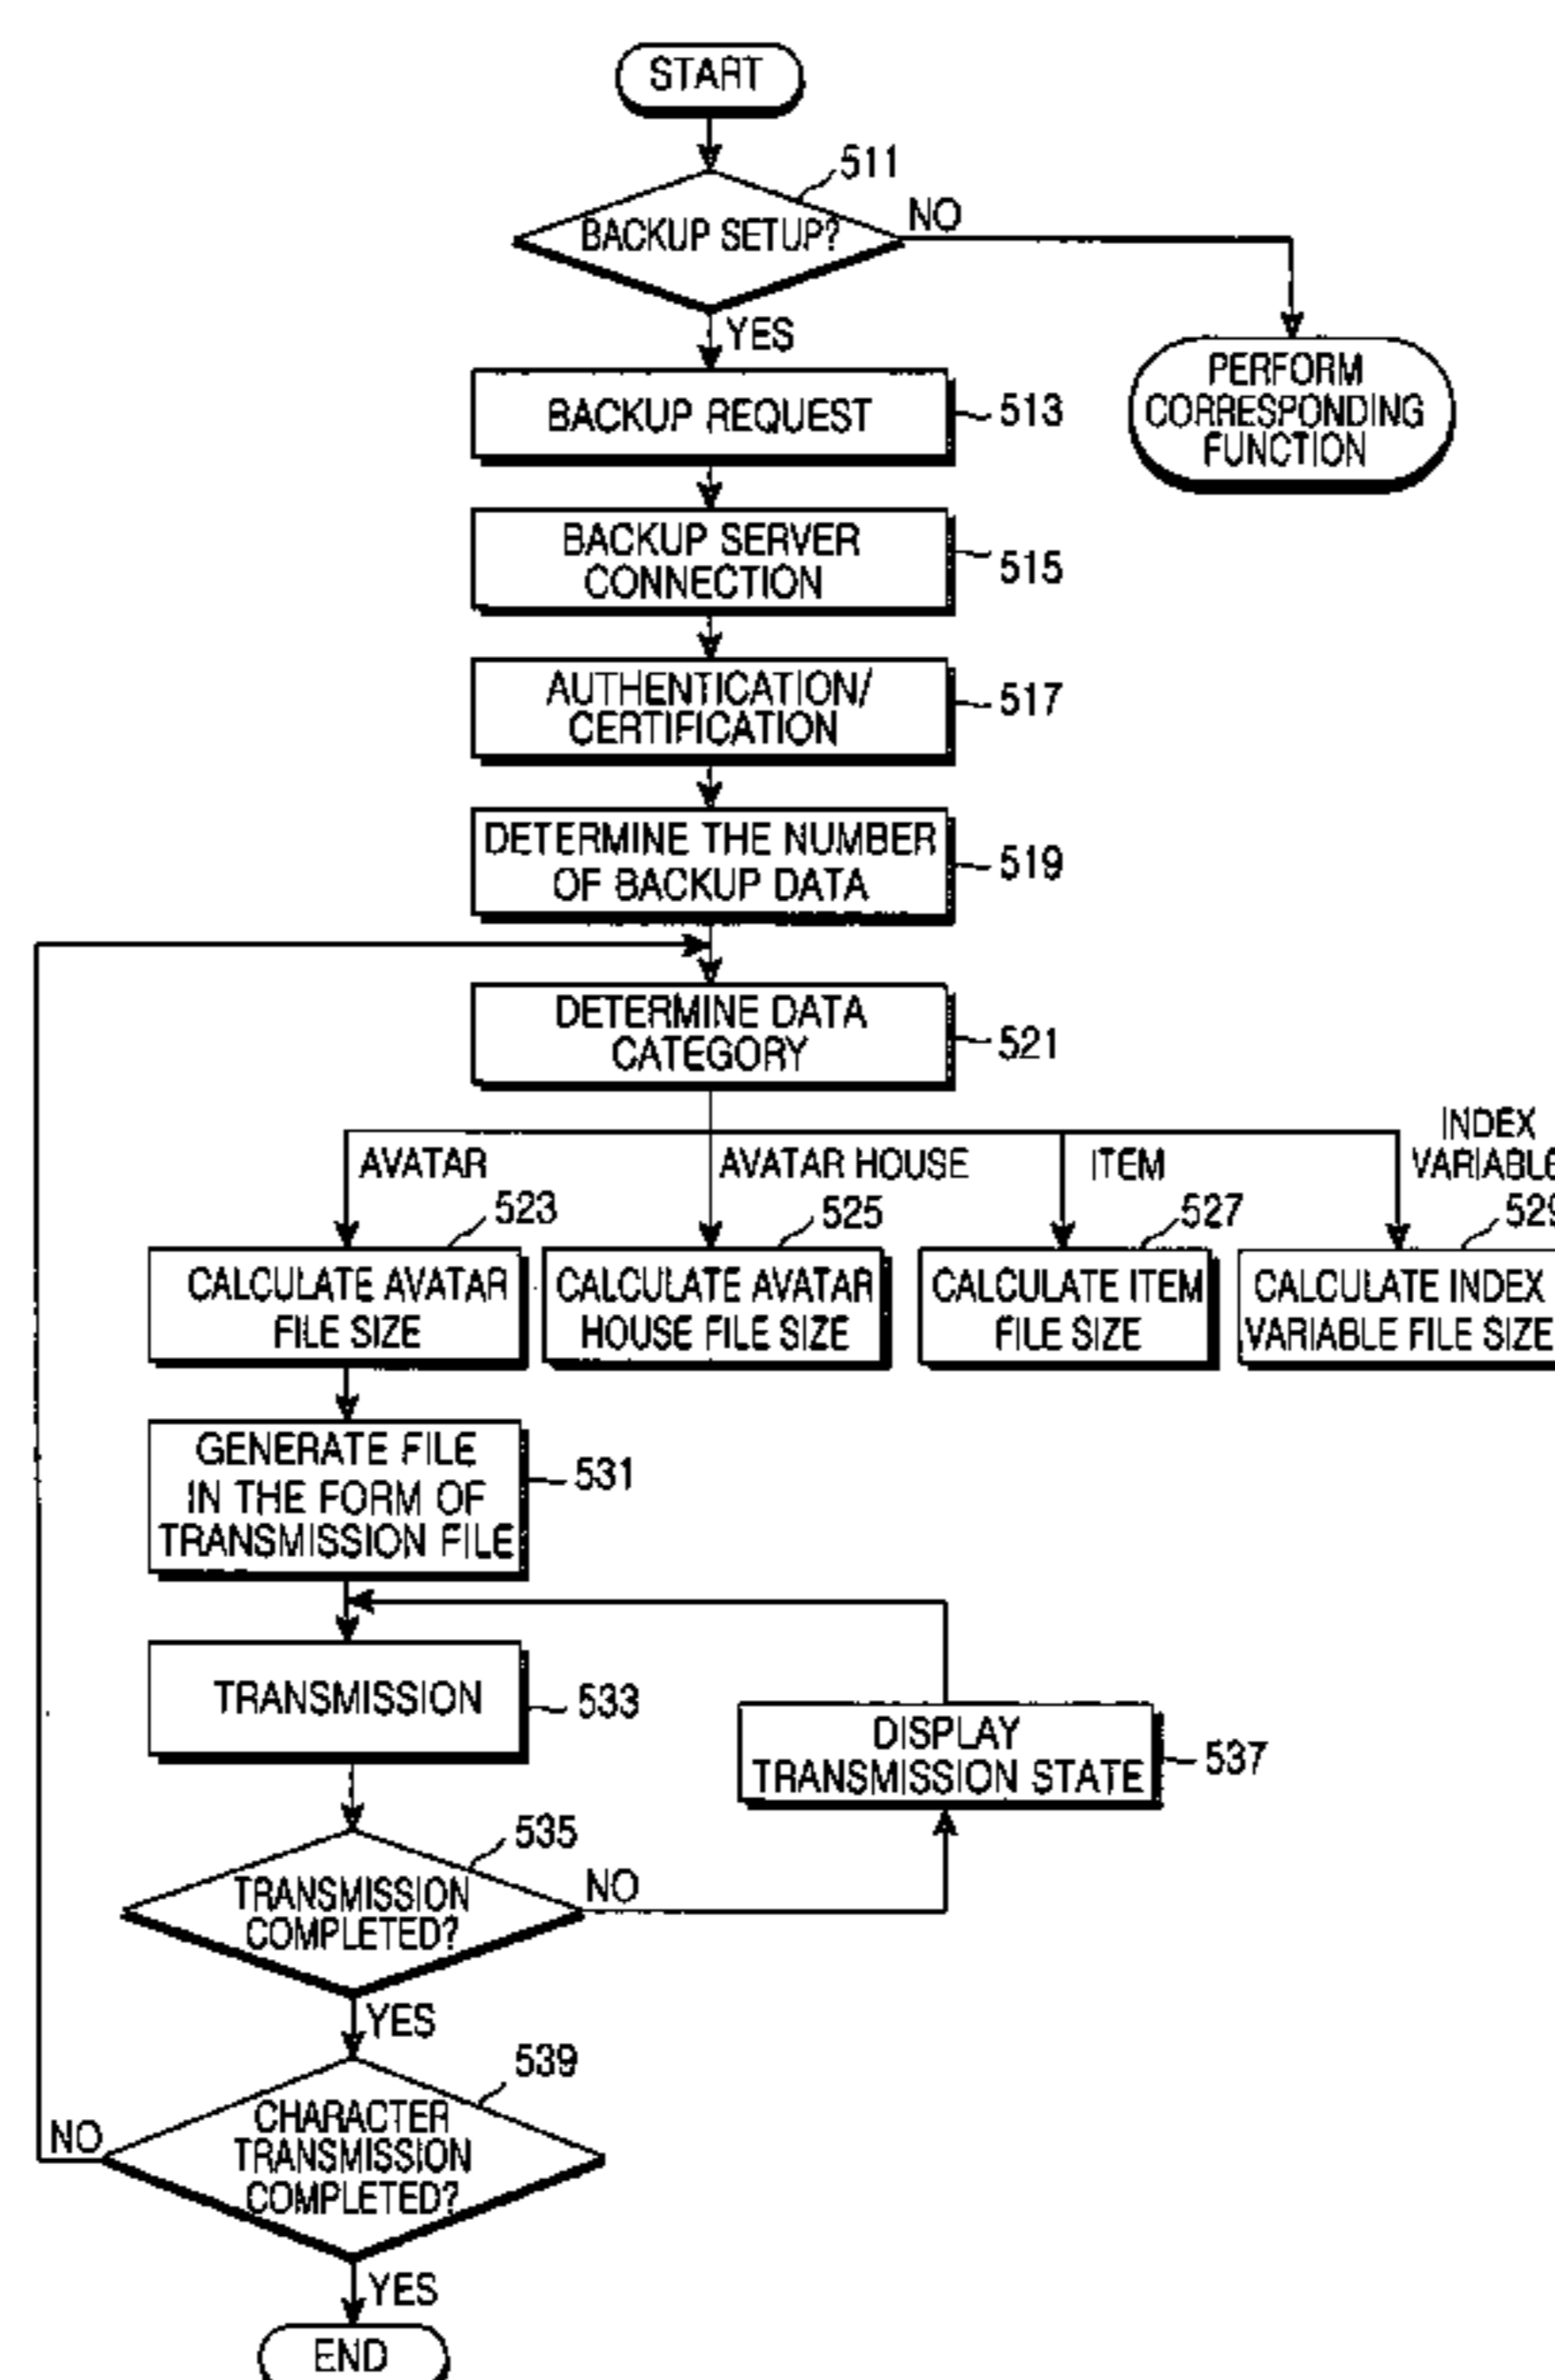 START
511
BACKUP SETUP?
NO
YES
PERFORM
CORRESPONDING
FUNCTION
BACKUP REQUEST
513
BACKUP SERVER
CONNECTION
515
AUTHENTICATION/
CERTIFICATION
517
DETERMINE THE NUMBER
OF BACKUP DATA
519
DETERMINE DATA
CATEGORY
521
AVATAR
AVATAR HOUSE
ITEM
INDEX
VARIABLE
523
525
527
529
CALCULATE AVATAR
FILE SIZE
CALCULATE AVATAR
HOUSE FILE SIZE
CALCULATE ITEM
FILE SIZE
CALCULATE INDEX
VARIABLE FILE SIZE
GENERATE FILE
IN THE FORM OF
TRANSMISSION FILE
531
TRANSMISSION
533
DISPLAY
TRANSMISSION STATE
537
535
TRANSMISSION
COMPLETED?
NO
YES
539
CHARACTER
TRANSMISSION
COMPLETED?
NO
YES
END